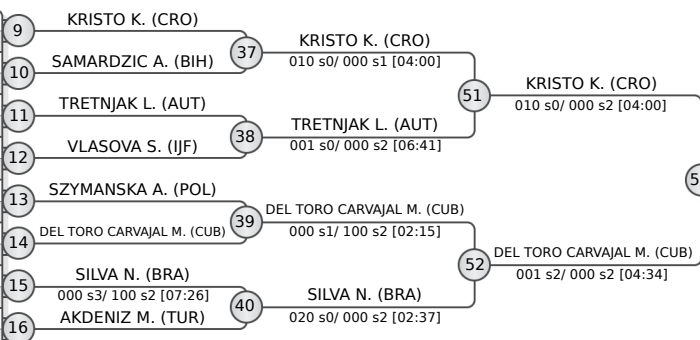 9
KRISTO K. (CRO)
10
SAMARDZIC A. (BIH)
37
KRISTO K. (CRO)
010 s0/ 000 s1 [04:00]
11
TRETNJAK L. (AUT)
12
VLASOVA S. (IJF)
38
TRETNJAK L. (AUT)
001 s0/ 000 s2 [06:41]
51
KRISTO K. (CRO)
010 s0/ 000 s2 [04:00]
13
SZYMANSKA A. (POL)
14
DEL TORO CARVAJAL M. (CUB)
39
DEL TORO CARVAJAL M. (CUB)
000 s1/ 100 s2 [02:15]
15
SILVA N. (BRA)
000 s3/ 100 s2 [07:26]
16
AKDENIZ M. (TUR)
40
SILVA N. (BRA)
020 s0/ 000 s2 [02:37]
52
DEL TORO CARVAJAL M. (CUB)
001 s2/ 000 s2 [04:34]